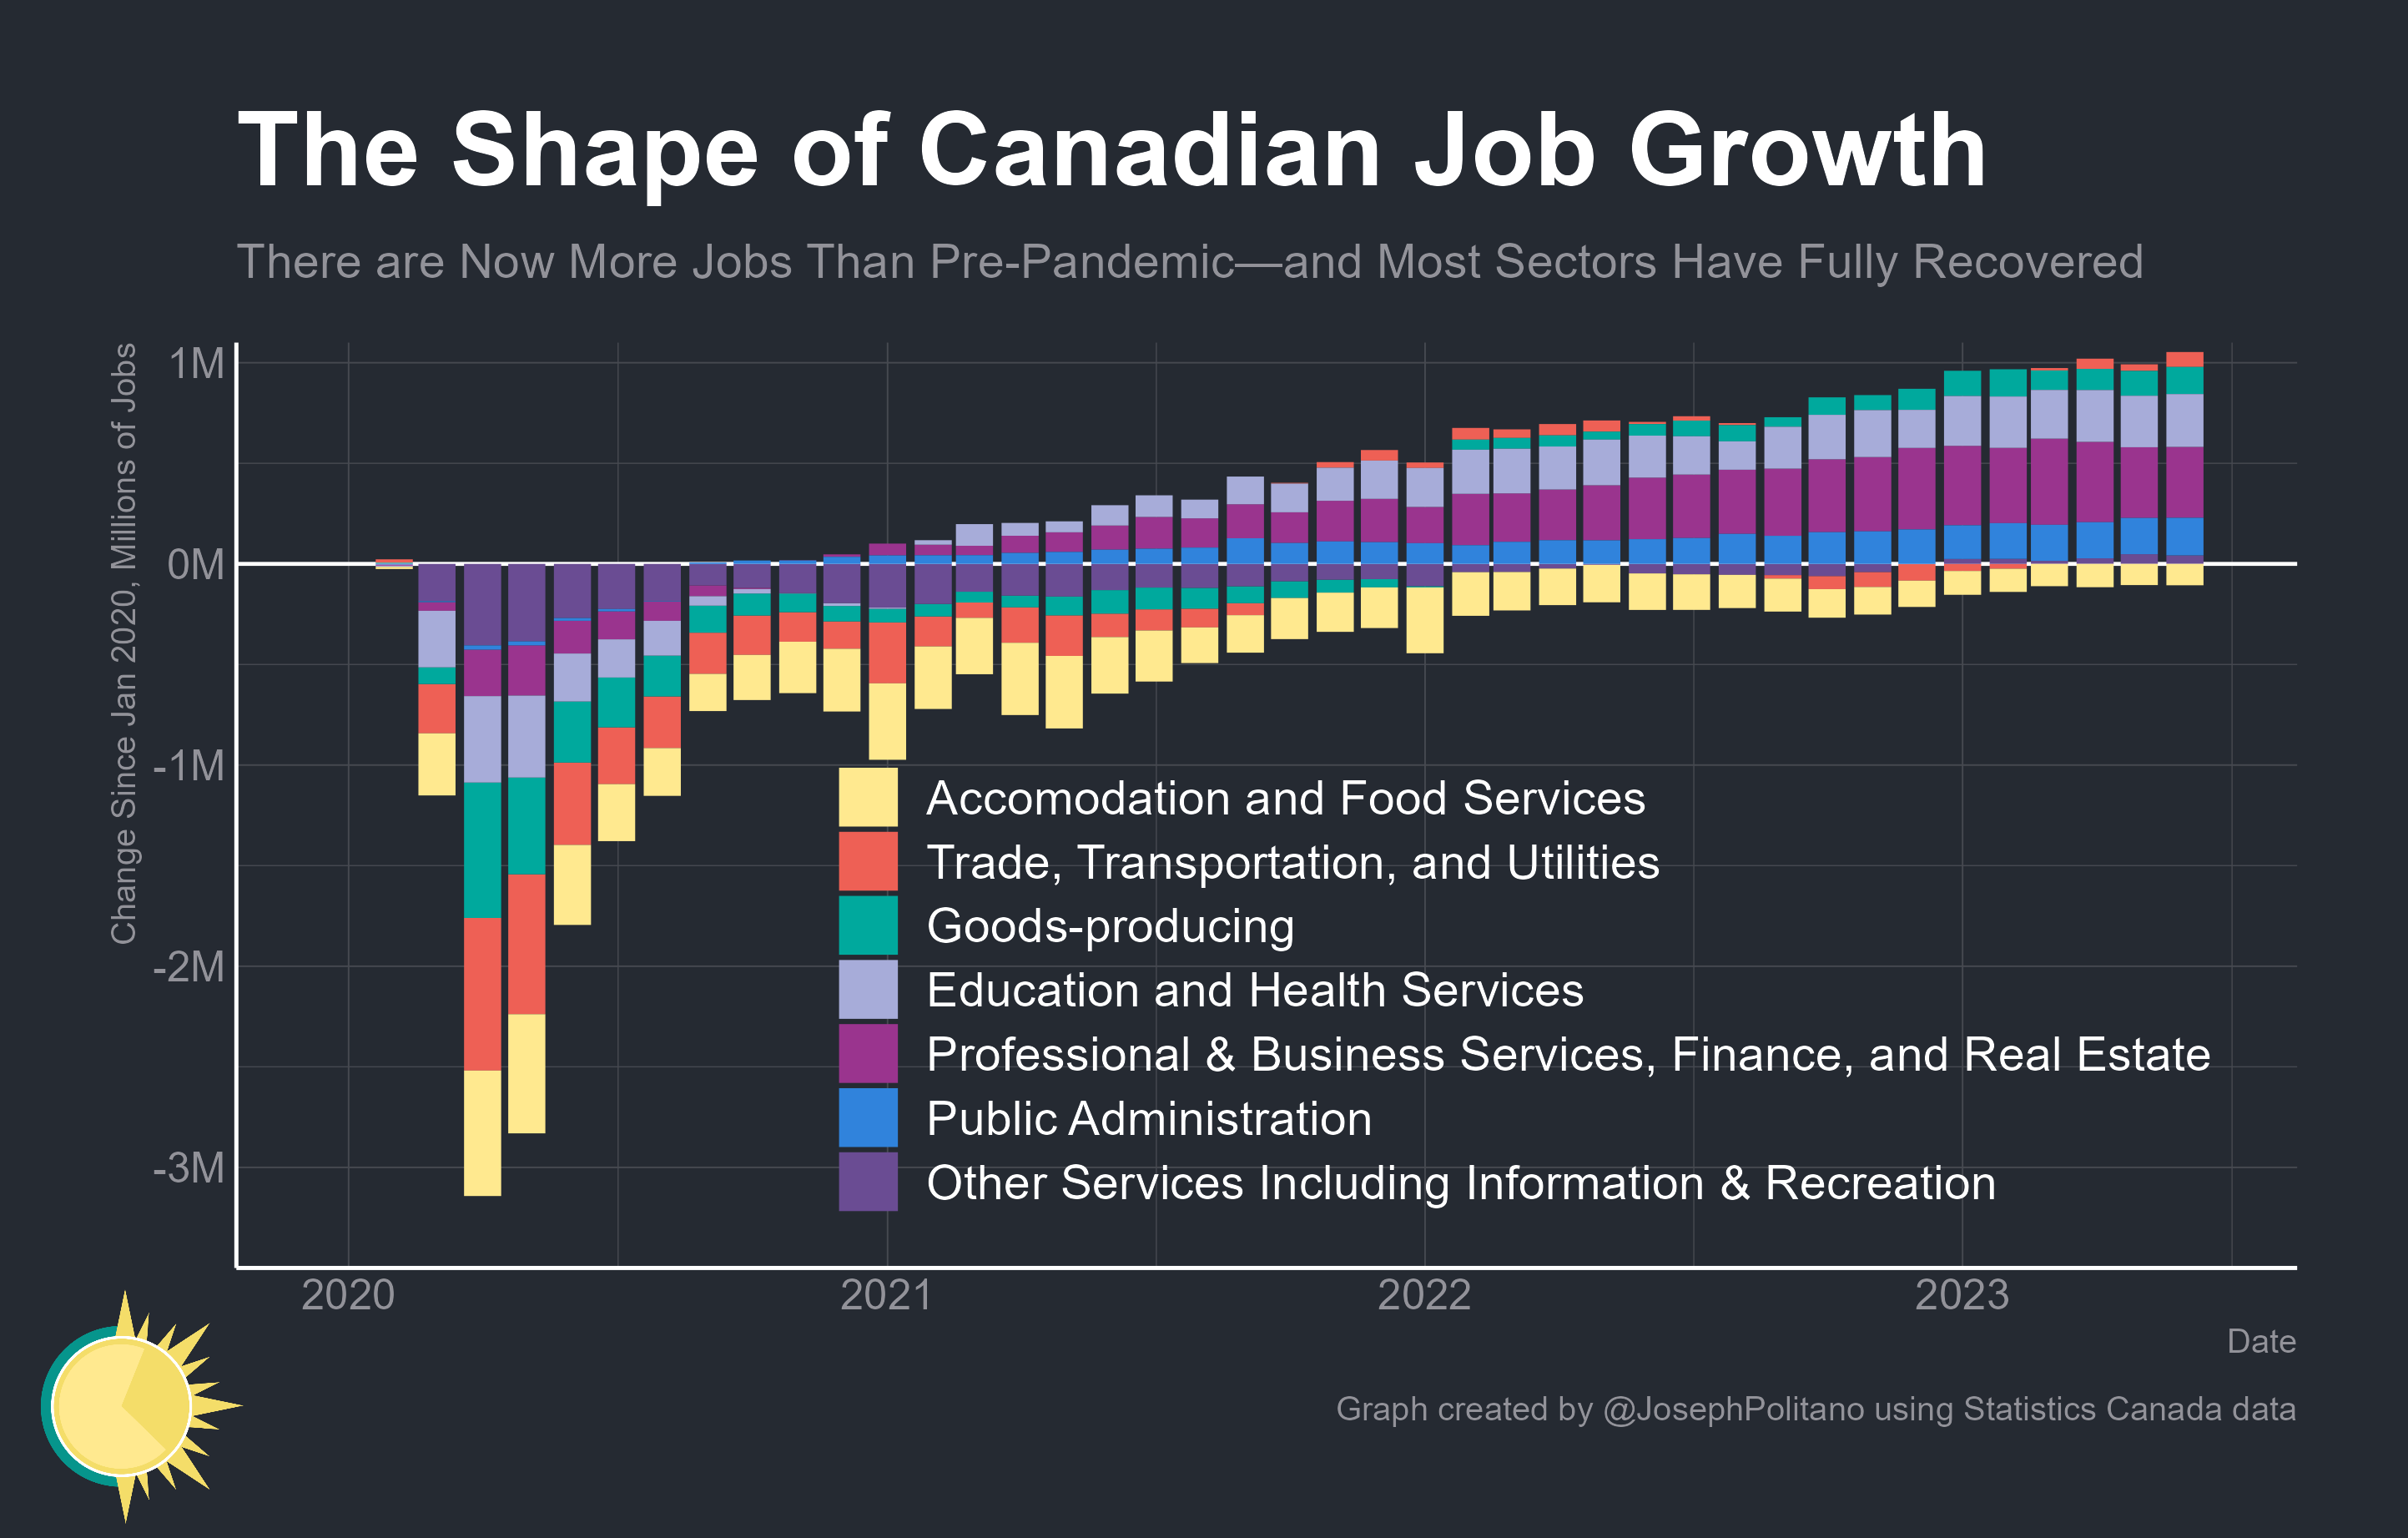 The Shape of Canadian Job Growth
There are Now More Jobs Than Pre-Pandemic—and Most Sectors Have Fully Recovered
Change Since Jan 2020, Millions of Jobs
1M
0M
-1M
-2M
-3M
Accomodation and Food Services
Trade, Transportation, and Utilities
Goods-producing
Education and Health Services
Professional & Business Services, Finance, and Real Estate
Public Administration
Other Services Including Information & Recreation
2020
2021
2022
2023
Date
Graph created by @JosephPolitano using Statistics Canada data